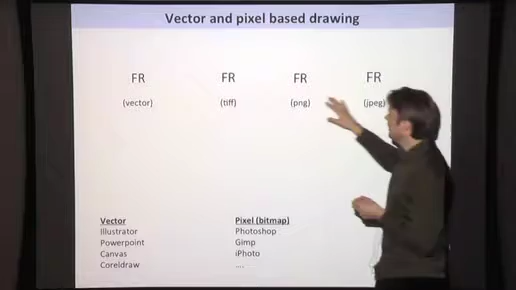 Vector and pixel based drawing
FR FR FR FR
(vector) (tiff) (png) (jpeg)
Vector Pixel (bitmap)
Illustrator Photoshop
Powerpoint Gimp
Canvas iPhoto
Coreldraw ....